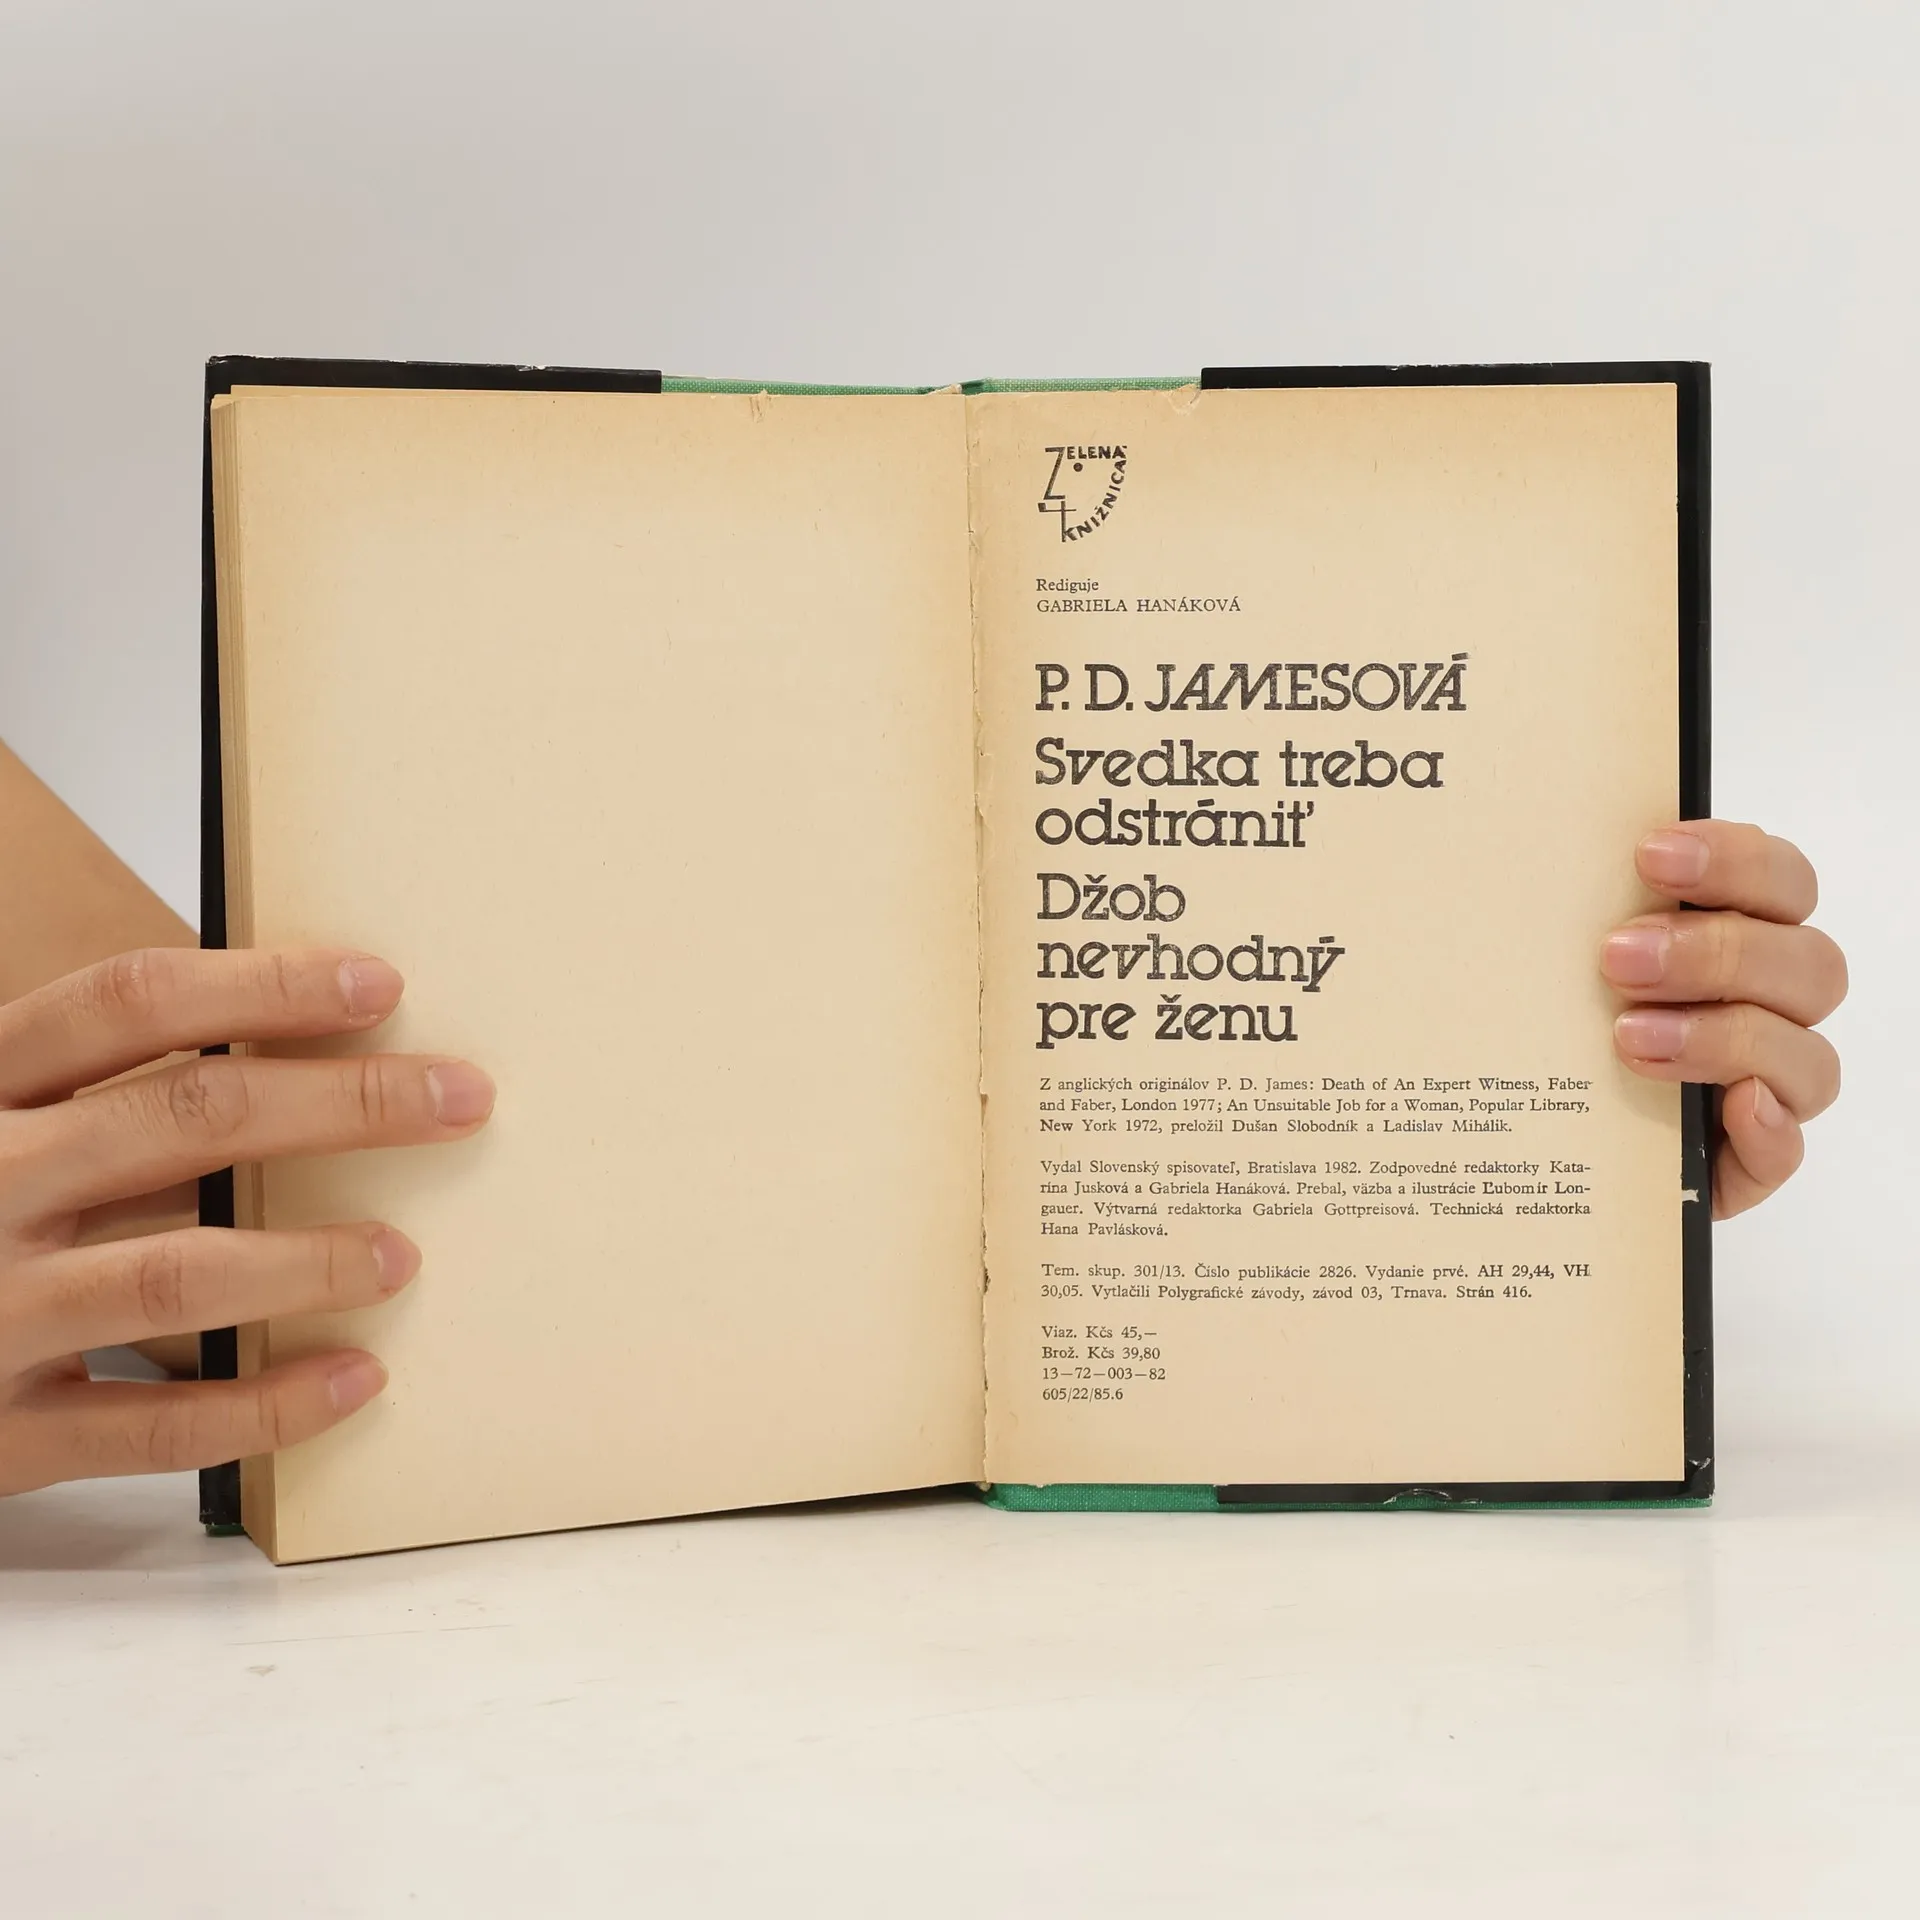 ZELENÁ
KNIŽNICA
Rediguje
GABRIELA HANÁKOVÁ
P. D. JAMESOVÁ
Svedka treba
odstrániť
Džob
nevhodný
pre ženu
Z anglických originálov P. D. James: Death of An Expert Witness, Faber
and Faber, London 1977; An Unsuitable Job for a Woman, Popular Library,
New York 1972, preložil Dušan Slobodník a Ladislav Mihálik.
Vydal Slovenský spisovateľ, Bratislava 1982. Zodpovedné redaktorky Kata-
rína Jusková a Gabriela Hanáková. Prebal, väzba a ilustrácie Ľubomír Lon-
gauer. Výtvarná redaktorka Gabriela Gottpreisová. Technická redaktorka
Hana Pavlásková.
Tem. skup. 301/13. Číslo publikácie 2826. Vydanie prvé. AH 29,44, VH
30,05. Vytlačili Polygrafické závody, závod 03, Trnava. Strán 416.
Viaz. Kčs 45,—
Brož. Kčs 39,80
13—72—003—82
605/22/85.6